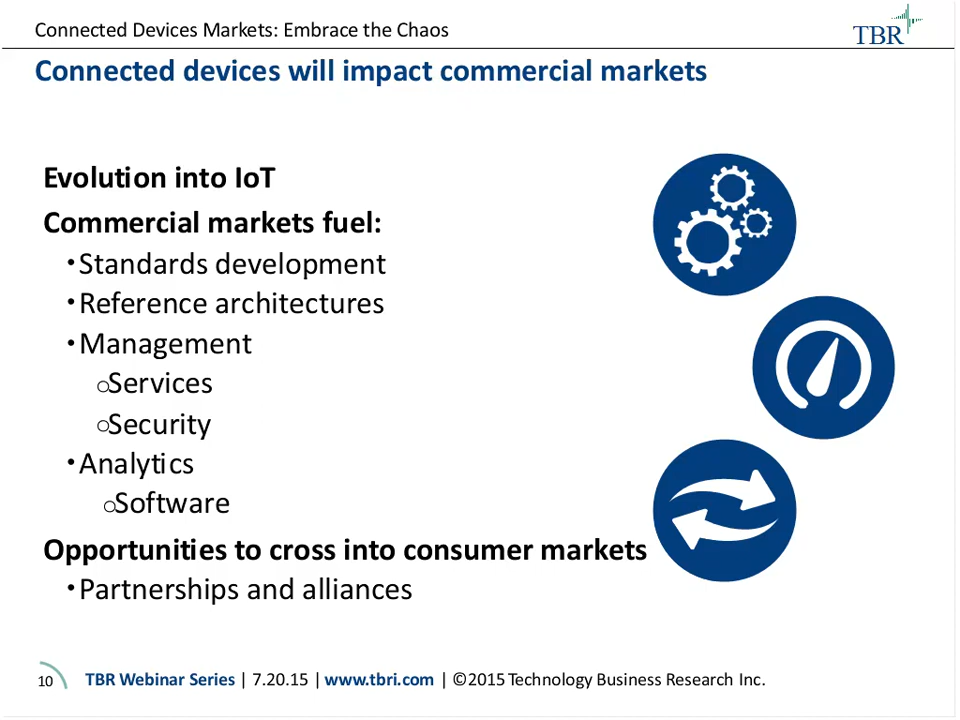 Connected Devices Markets: Embrace the Chaos
TBR
Connected devices will impact commercial markets
Evolution into IoT
Commercial markets fuel:
• Standards development
• Reference architectures
• Management
○ Services
○ Security
• Analytics
○ Software
Opportunities to cross into consumer markets
• Partnerships and alliances
10 TBR Webinar Series | 7.20.15 | www.tbri.com | ©2015 Technology Business Research Inc.